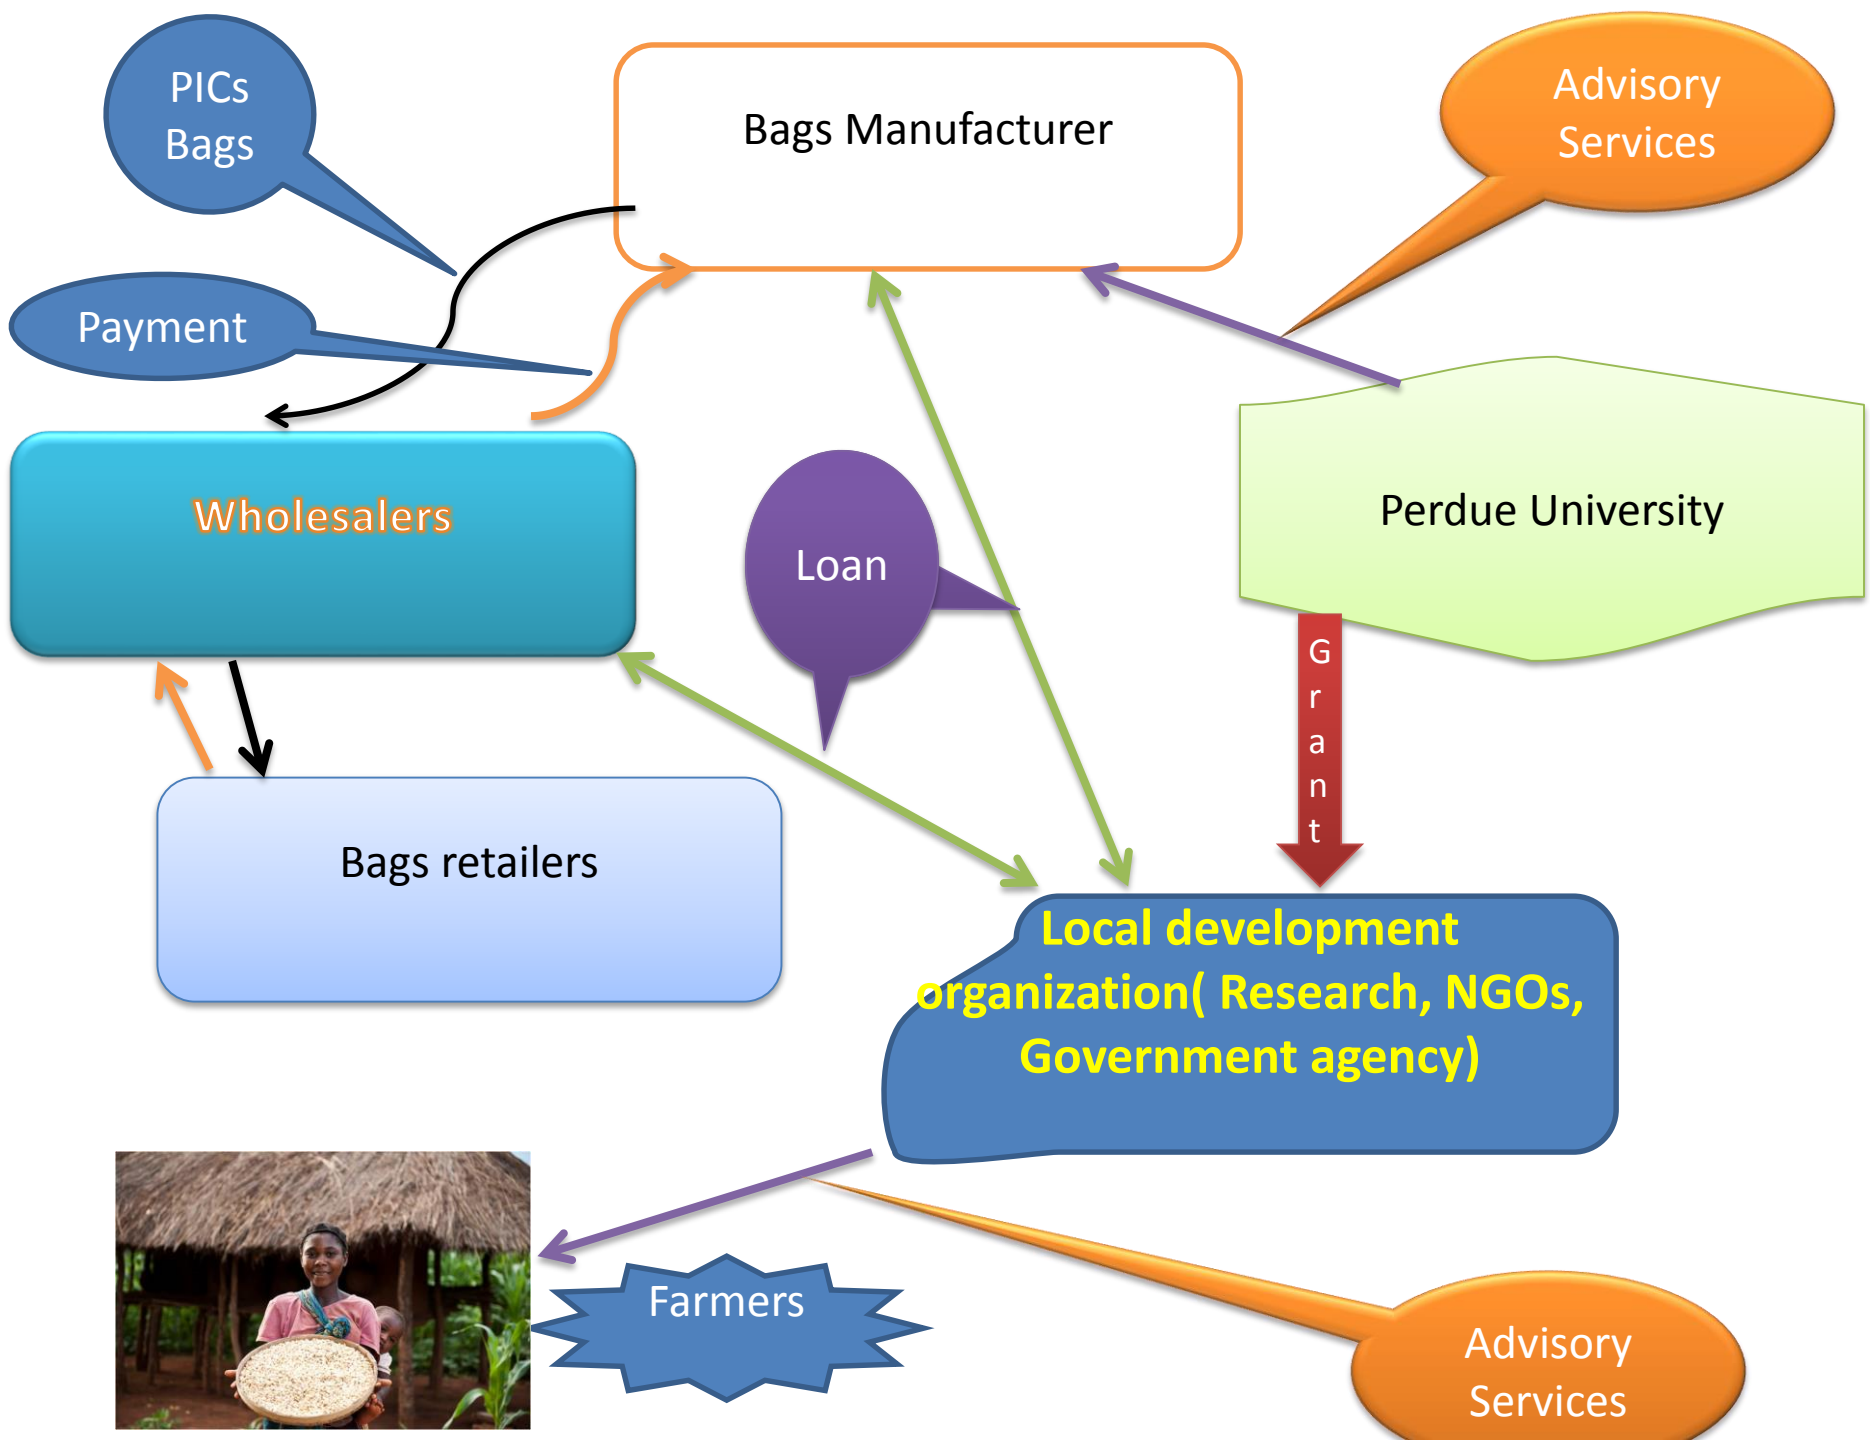 PICs
Bags
Bags Manufacturer
Advisory
Services
Payment
Wholesalers
Loan
Perdue University
G
r
a
n
t
Bags retailers
Local development
organization( Research, NGOs,
Government agency)
Farmers
Advisory
Services